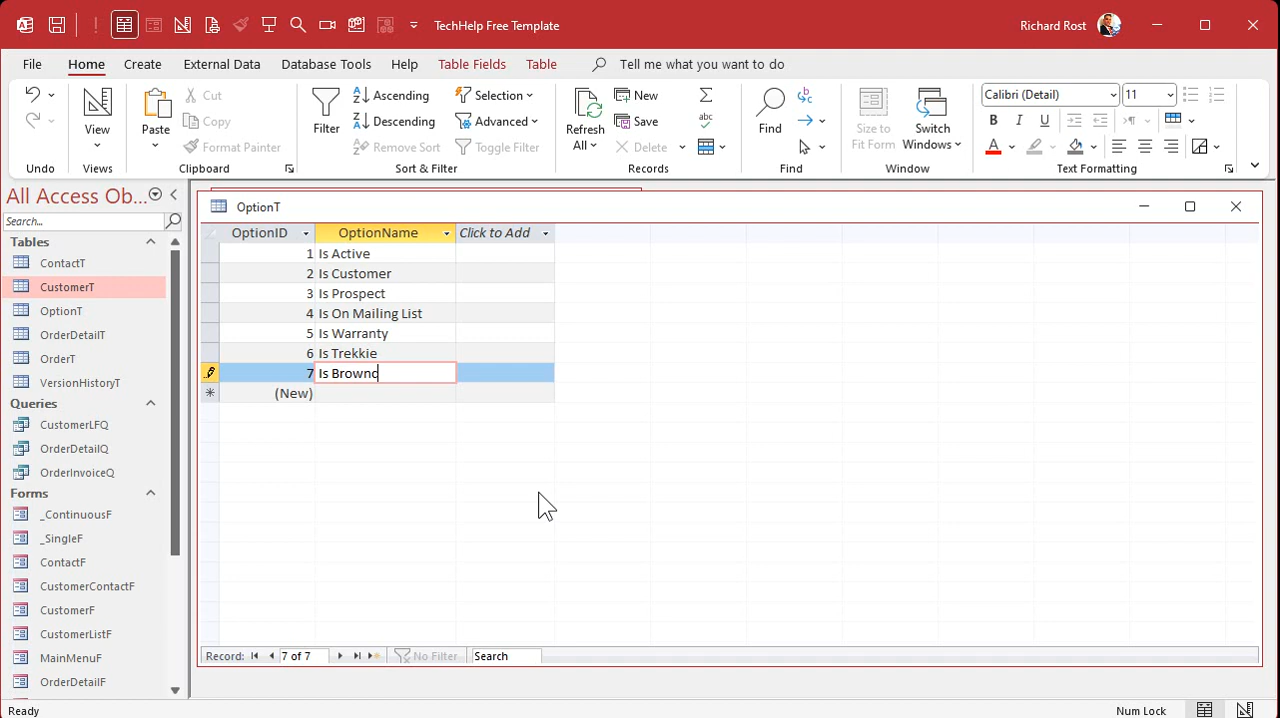 TechHelp Free Template
Richard Rost
File Home Create External Data Database Tools Help Table Fields Table Tell me what you want to do
Undo
View
Views
Paste
Cut
Copy
Format Painter
Clipboard
Filter
Ascending
Descending
Remove Sort
Selection
Advanced
Toggle Filter
Sort & Filter
Refresh
All
New
Save
Delete
Records
Find
Find
Size to
Fit Form
Switch
Windows
Window
Calibri (Detail) 11
B I U
Text Formatting
All Access Ob...
Search...
Tables
ContactT
CustomerT
OptionT
OrderDetailT
OrderT
VersionHistoryT
Queries
CustomerLFQ
OrderDetailQ
OrderInvoiceQ
Forms
_ContinuousF
_SingleF
ContactF
CustomerContactF
CustomerF
CustomerListF
MainMenuF
OrderDetailF
OptionT
OptionID OptionName Click to Add
1 Is Active
2 Is Customer
3 Is Prospect
4 Is On Mailing List
5 Is Warranty
6 Is Trekkie
7 Is Brownc
(New)
Record: 7 of 7 No Filter Search
Ready
Num Lock